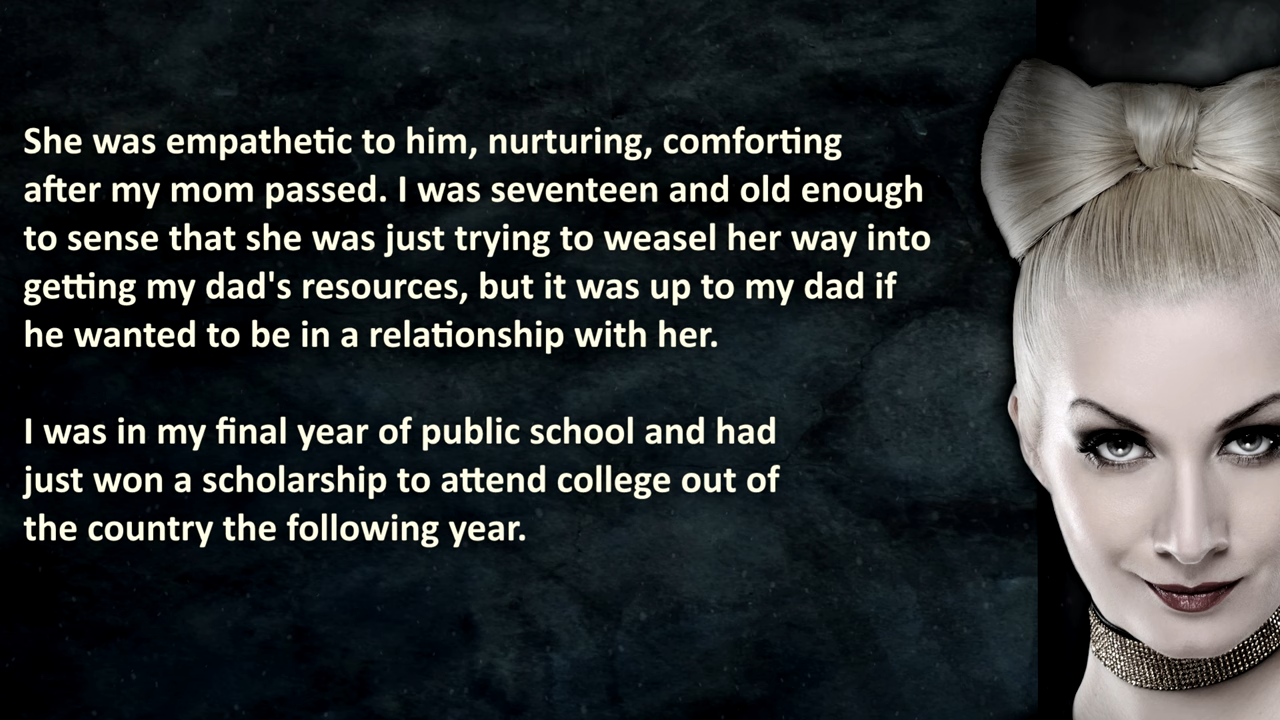 She was empathetic to him, nurturing, comforting
after my mom passed. I was seventeen and old enough
to sense that she was just trying to weasel her way into
getting my dad's resources, but it was up to my dad if
he wanted to be in a relationship with her.
I was in my final year of public school and had
just won a scholarship to attend college out of
the country the following year.